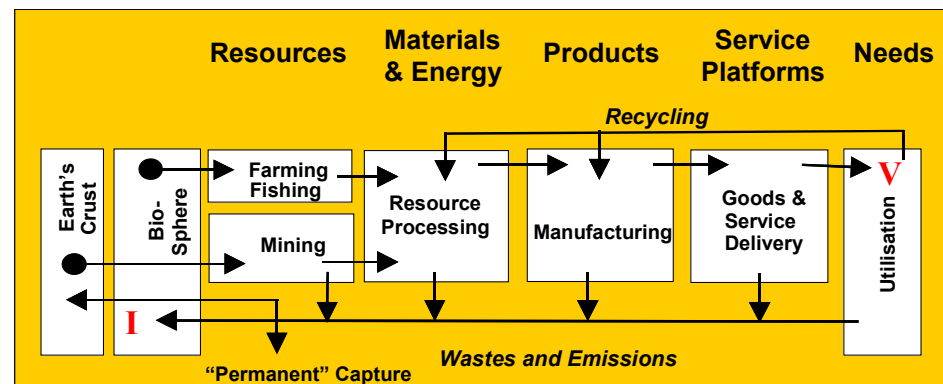 Resources
Materials
& Energy
Products
Service
Platforms
Needs
Recycling
Earth's
Crust
Bio-
Sphere
Farming
Fishing
Mining
Resource
Processing
Manufacturing
Goods &
Service
Delivery
V
Utilisation
I
Wastes and Emissions
“Permanent” Capture